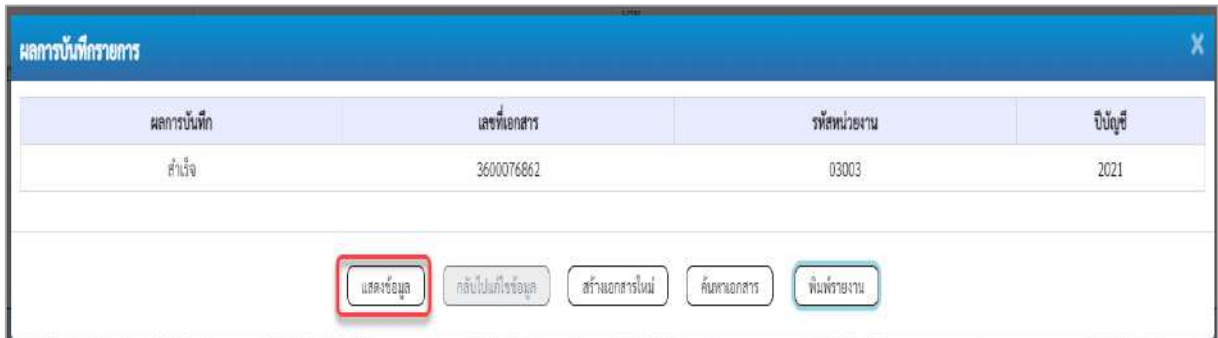 ผลการบันทึกรายการ X
ผลการบันทึก เลขที่เอกสาร รหัสหน่วยงาน ปีบัญชี
สำเร็จ 3600076862 03003 2021
แสดงข้อมูล กลับไปแก้ไขข้อมูล สร้างเอกสารใหม่ ค้นหาเอกสาร พิมพ์รายงาน